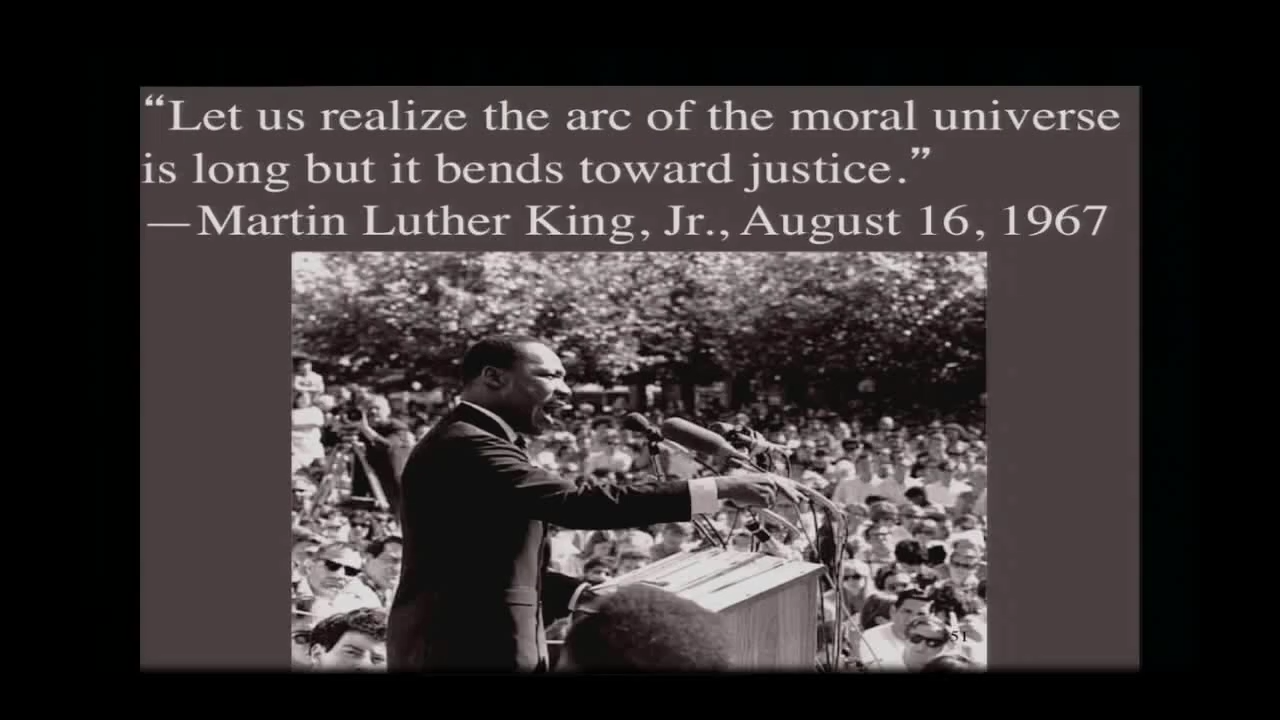 “Let us realize the arc of the moral universe
is long but it bends toward justice.”
—Martin Luther King, Jr., August 16, 1967
51